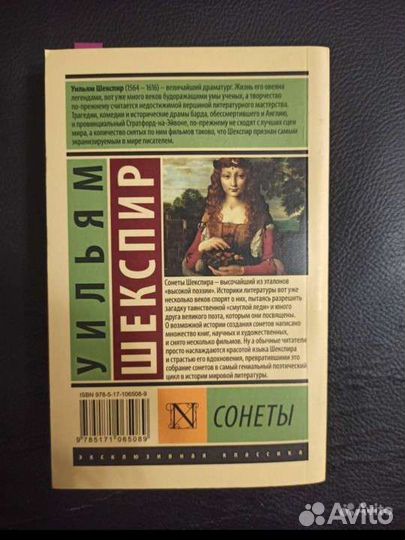 Уильям Шекспир (1564 – 1616) – величайший драматург. Жизнь его овеяна
легендами, вот уже много веков будоражащими умы ученых, а творчество
по-прежнему считается недостижимой вершиной литературного мастерства.
Трагедии, комедии и исторические драмы барда, обессмертившего и Англию,
и провинциальный Стратфорд-на-Эйвоне, по-прежнему не сходят с лучших сцен
мира, а количество снятых по ним фильмов таково, что Шекспир признан самым
экранизируемым в мире писателем.
УИЛЬЯМ
ШЕКСПИР
Сонеты Шекспира – высочайший из эталонов
«высокой поэзии». Историки литературы вот уже
несколько веков спорят о них, пытаясь разрешить
загадку таинственной «смуглой леди» и юного
друга великого поэта, которым они посвящены.
О возможной истории создания сонетов написано
множество книг, научных и художественных,
и снято несколько фильмов. Ну а обычные читатели
просто наслаждаются красотой языка Шекспира
и страстью его вдохновения, превратившими это
собрание сонетов в самый гениальный поэтический
цикл в истории мировой литературы.
ISBN 978-5-17-106508-9
9 785171 065089
N
СОНЕТЫ
эксклюзивная классика
Avito